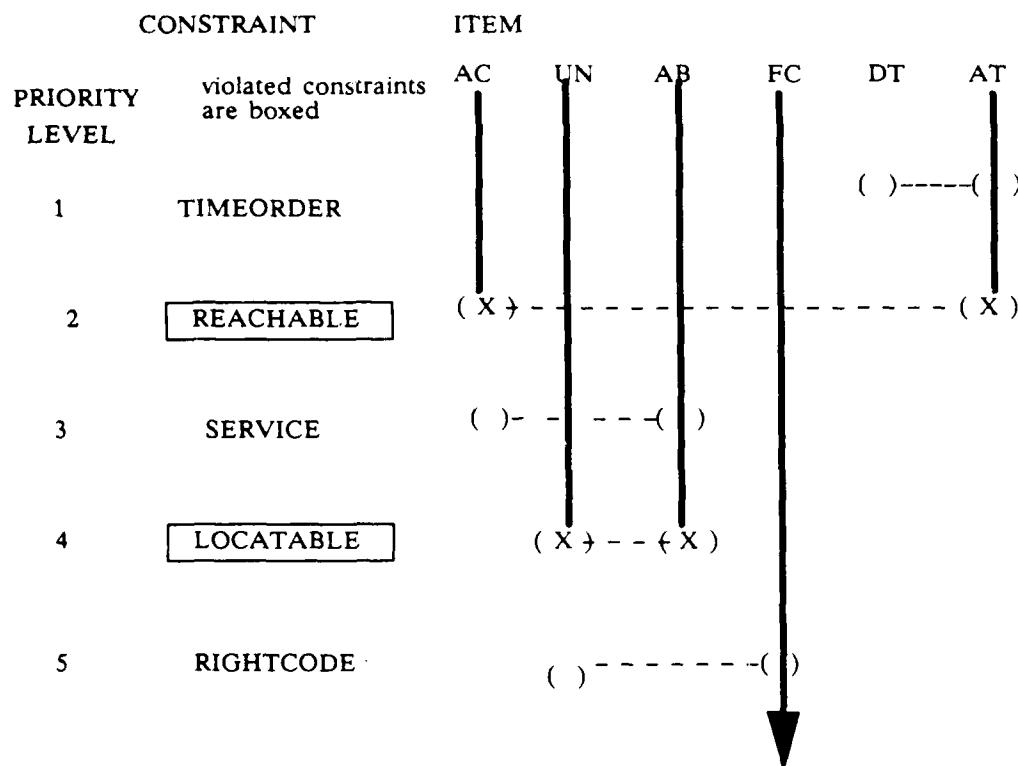 CONSTRAINT ITEM
AC UN AB FC DT AT
PRIORITY LEVEL
violated constraints are boxed
1 TIMEORDER ( )-----( )
2 REACHABLE ( X )- - - - - - - - - - - - - - - -( X )
3 SERVICE ( )- - - - -( )
4 LOCATABLE ( X )- - -( X )
5 RIGHTCODE ( )- - - - - - -( )